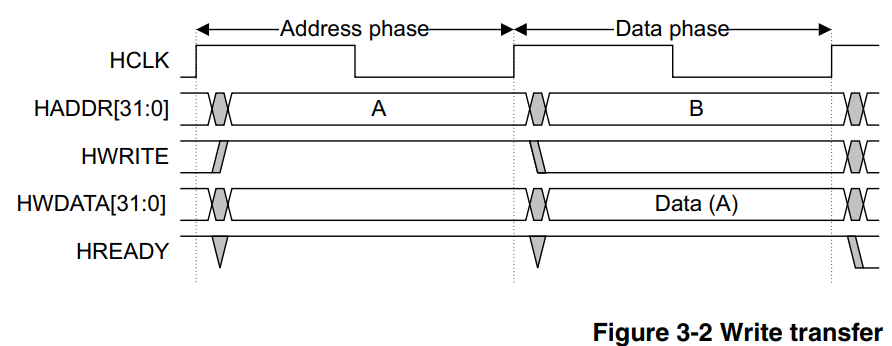 Address phase Data phase
HCLK
HADDR[31:0] A B
HWRITE
HWDATA[31:0] Data (A)
HREADY
Figure 3-2 Write transfer